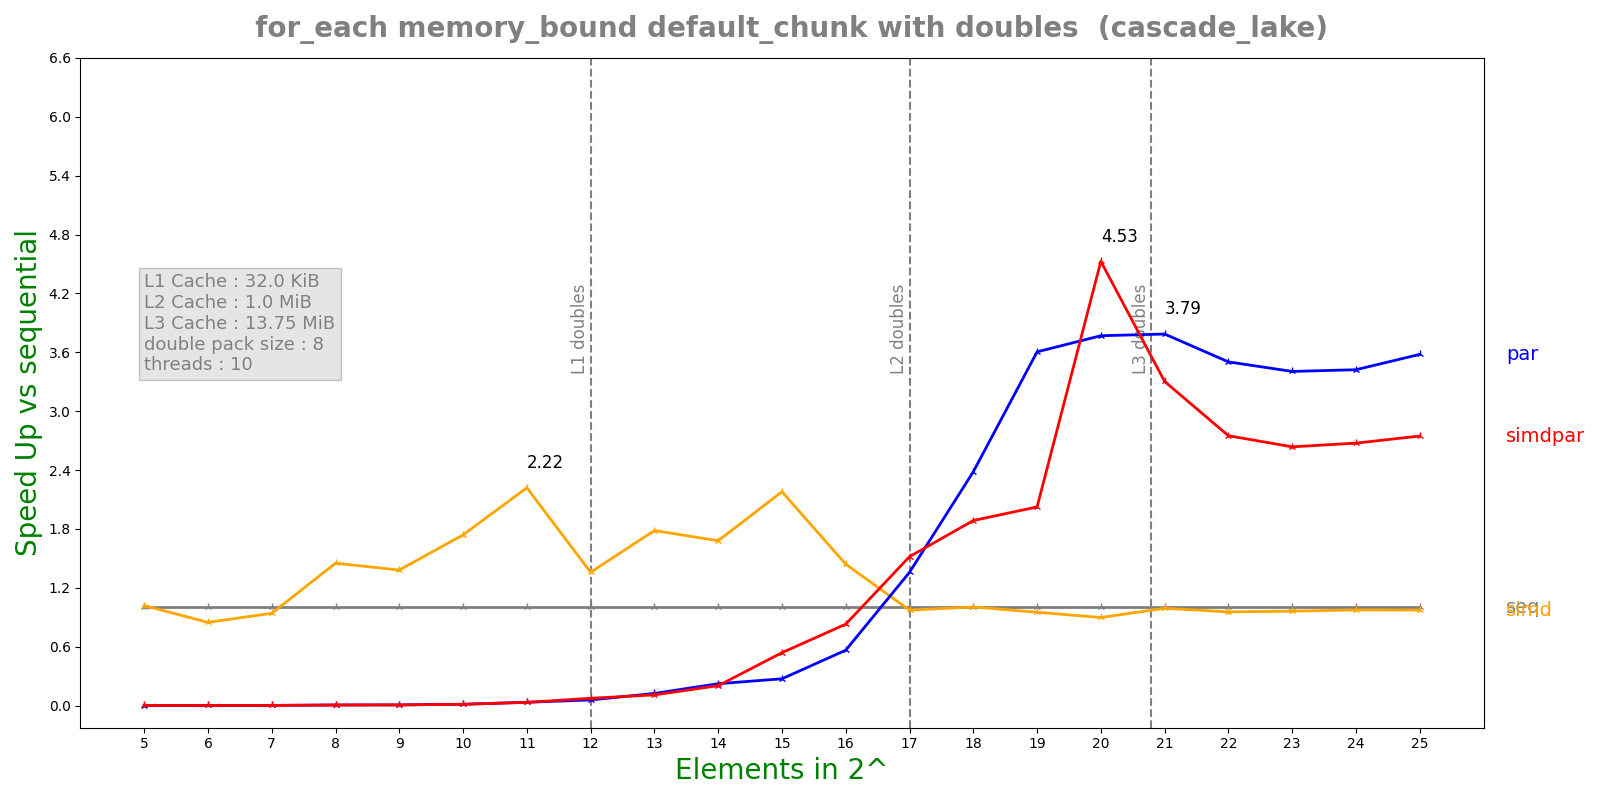 for_each memory_bound default_chunk with doubles (cascade_lake)
Speed Up vs sequential
6.6
6.0
5.4
4.8
4.2
3.6
3.0
2.4
1.8
1.2
0.6
0.0
L1 Cache : 32.0 KiB
L2 Cache : 1.0 MiB
L3 Cache : 13.75 MiB
double pack size : 8
threads : 10
2.22
4.53
3.79
L1 doubles
L2 doubles
L3 doubles
par
simdpar
seq
simd
5 6 7 8 9 10 11 12 13 14 15 16 17 18 19 20 21 22 23 24 25
Elements in 2^